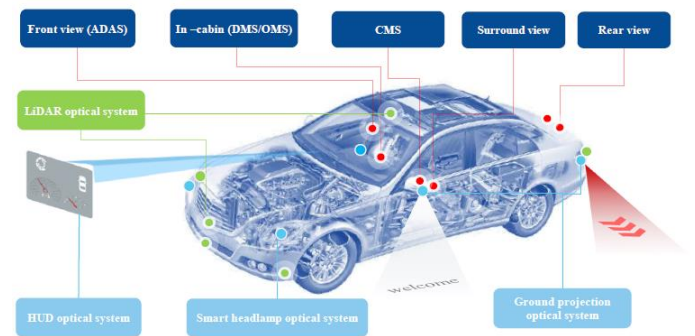 Front view (ADAS)
In –cabin (DMS/OMS)
CMS
Surround view
Rear view
LiDAR optical system
welcome
HUD optical system
Smart headlamp optical system
Ground projection
optical system